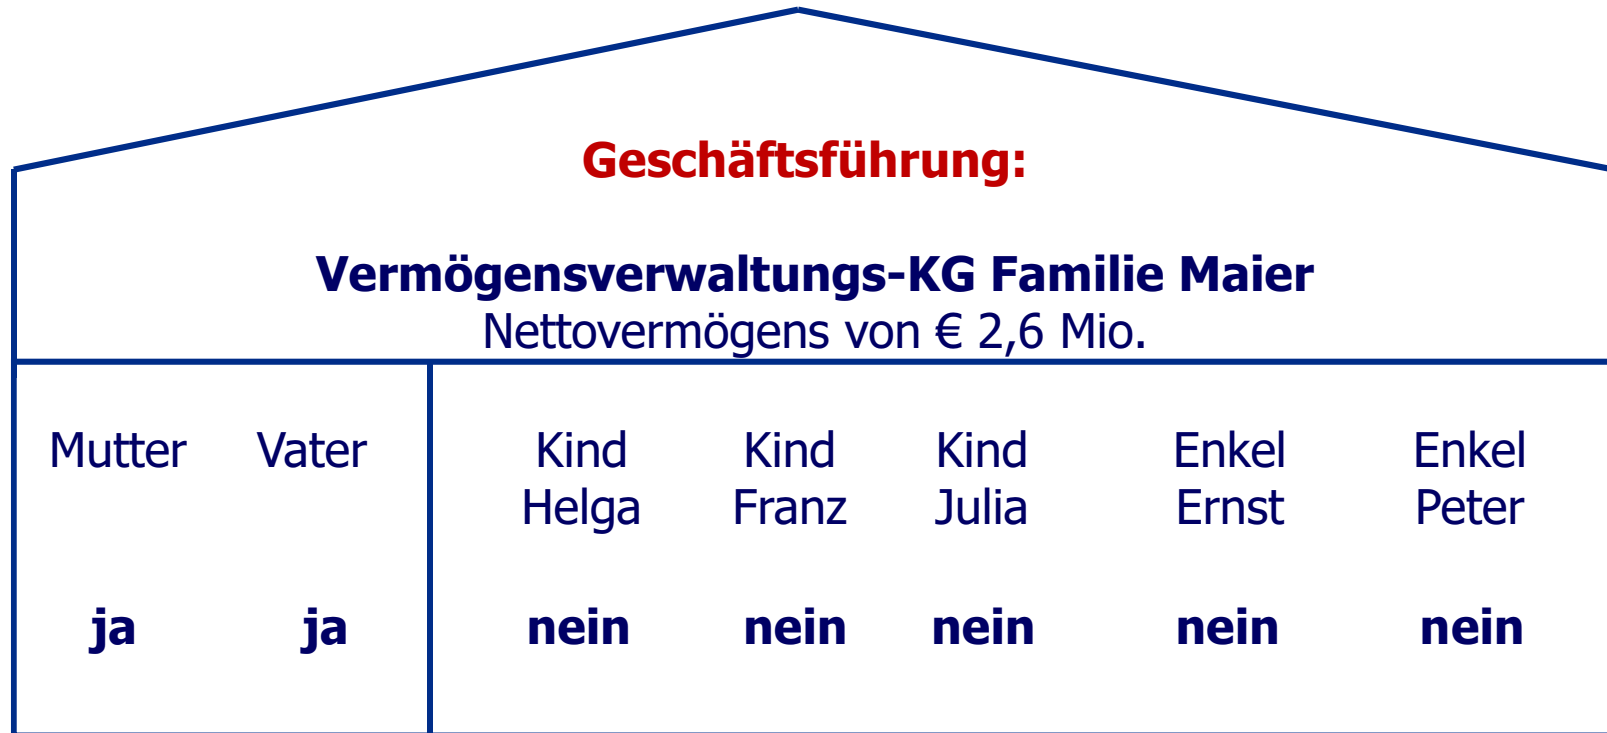 Geschäftsführung:
Vermögensverwaltungs-KG Familie Maier
Nettovermögens von € 2,6 Mio.
Mutter Vater Kind Kind Kind Enkel Enkel
Helga Franz Julia Ernst Peter
ja ja nein nein nein nein nein